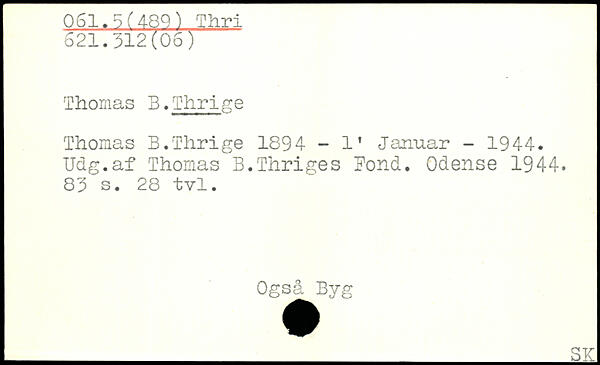 061.5(489) Thri
621.312(06)
Thomas B.Thrige
Thomas B.Thrige 1894 - 1' Januar - 1944.
Udg.af Thomas B.Thriges Fond. Odense 1944.
83 s. 28 tvl.
Også Byg
SK